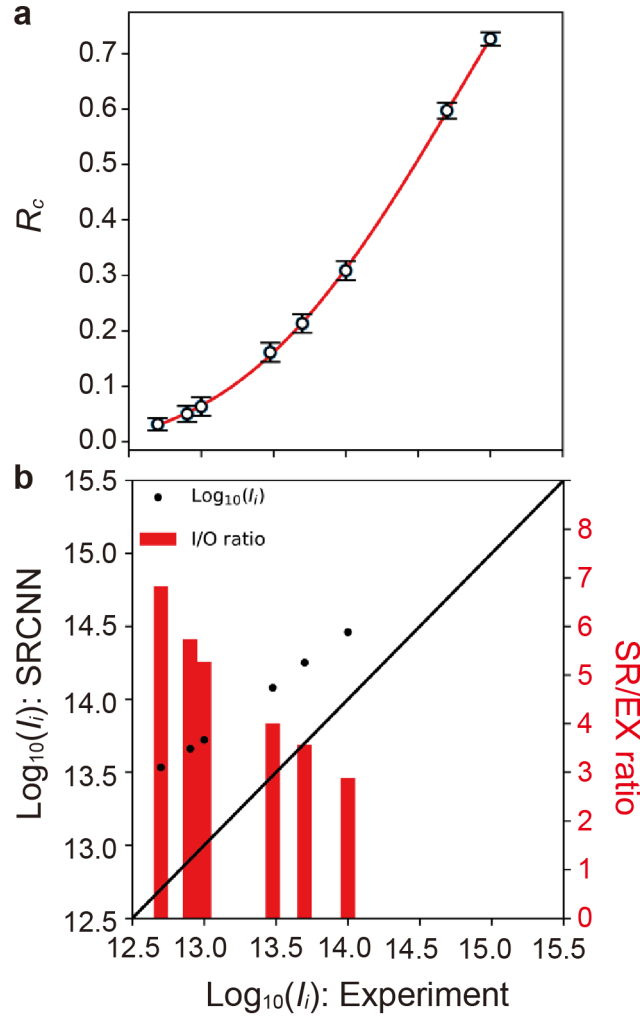 a
0.7
0.6
0.5
0.4
0.3
0.2
0.1
0.0
R_c
b
15.5
15.0
14.5
14.0
13.5
13.0
12.5
Log₁₀(I_i): SRCNN
Log₁₀(I_i)
I/O ratio
8
7
6
5
4
3
2
1
0
SR/EX ratio
12.5 13.0 13.5 14.0 14.5 15.0 15.5
Log₁₀(I_i): Experiment